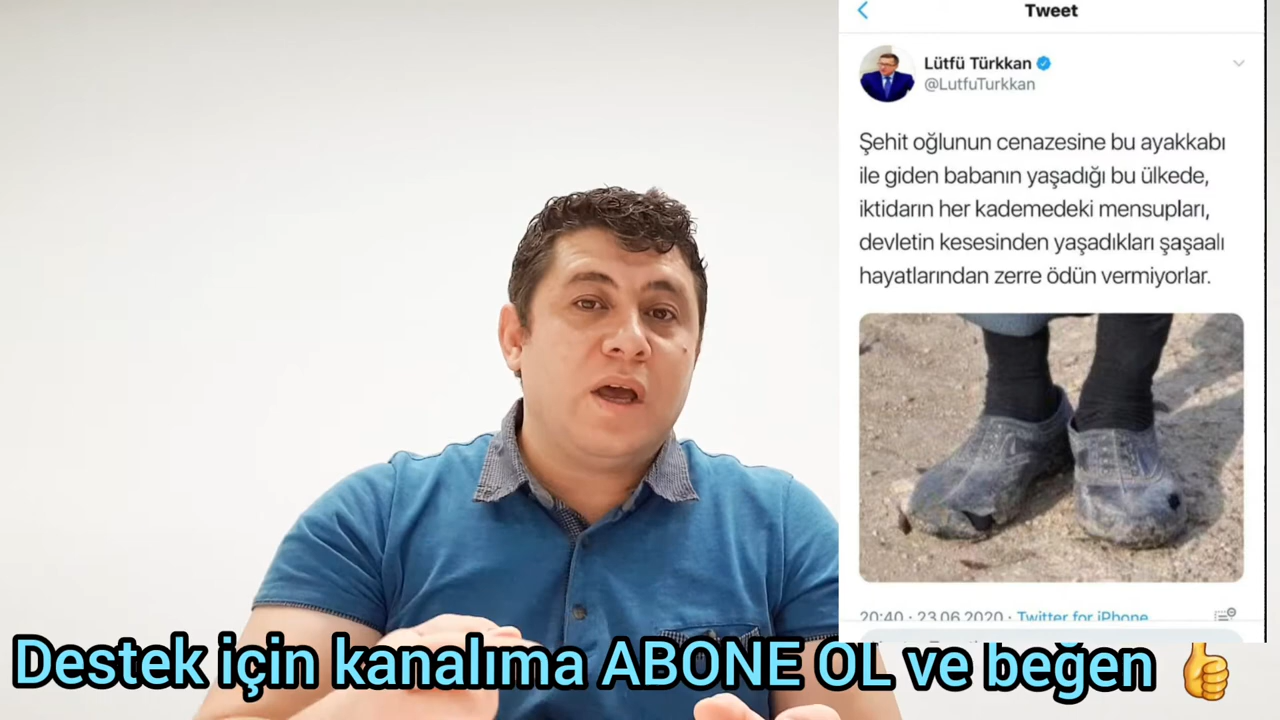 Tweet
Lütfü Türkkan
@LutfuTurkkan
Şehit oğlunun cenazesine bu ayakkabı
ile giden babanın yaşadığı bu ülkede,
iktidarın her kademedeki mensupları,
devletin kesesinden yaşadıkları şaşaalı
hayatlarından zerre ödün vermiyorlar.
20:40 · 23.06.2020 · Twitter for iPhone
Destek için kanalıma ABONE OL ve beğen 👍